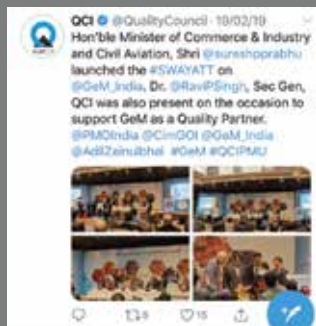 QCI @QualityCouncil · 19/02/19
Hon'ble Minister of Commerce & Industry
and Civil Aviation, Shri @sureshpprabhu
launched the #SWAYATT on
@GeM_India, Dr. @RaviPSingh, Sec Gen,
QCI was also present on the occasion to
support GeM as a Quality Partner.
@PMOIndia @CimGOI @GeM_India
@AdilZainulbhai #GeM #QCIPMU
15